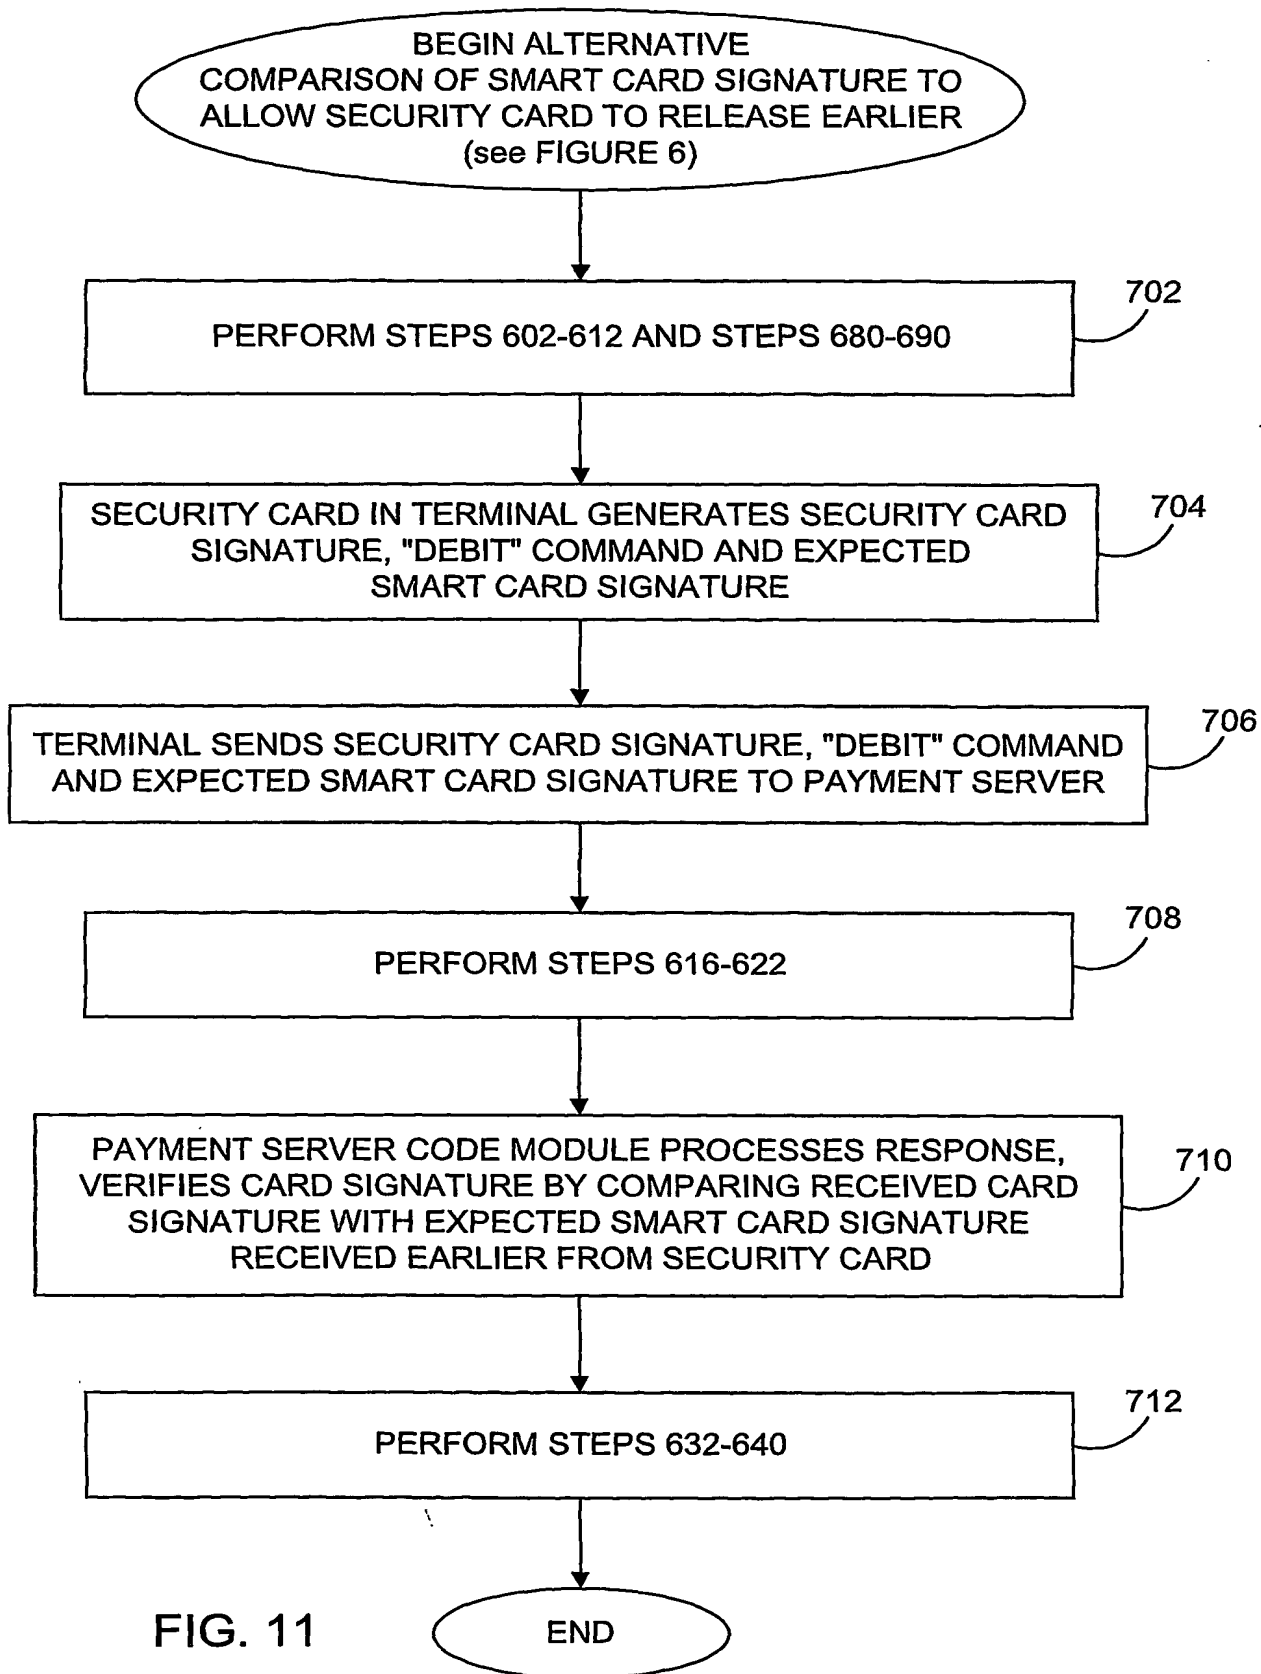 BEGIN ALTERNATIVE
COMPARISON OF SMART CARD SIGNATURE TO
ALLOW SECURITY CARD TO RELEASE EARLIER
(see FIGURE 6)
702
PERFORM STEPS 602-612 AND STEPS 680-690
704
SECURITY CARD IN TERMINAL GENERATES SECURITY CARD
SIGNATURE, "DEBIT" COMMAND AND EXPECTED
SMART CARD SIGNATURE
706
TERMINAL SENDS SECURITY CARD SIGNATURE, "DEBIT" COMMAND
AND EXPECTED SMART CARD SIGNATURE TO PAYMENT SERVER
708
PERFORM STEPS 616-622
710
PAYMENT SERVER CODE MODULE PROCESSES RESPONSE,
VERIFIES CARD SIGNATURE BY COMPARING RECEIVED CARD
SIGNATURE WITH EXPECTED SMART CARD SIGNATURE
RECEIVED EARLIER FROM SECURITY CARD
712
PERFORM STEPS 632-640
END
FIG. 11